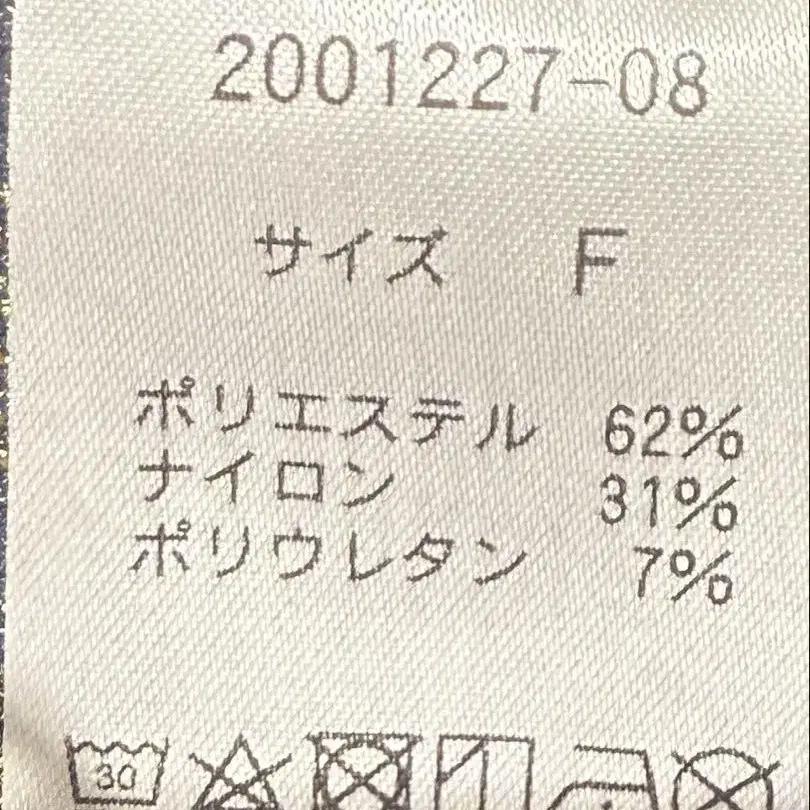 2001227-08
サイズ F
ポリエステル 62%
ナイロン 31%
ポリウレタン 7%
30